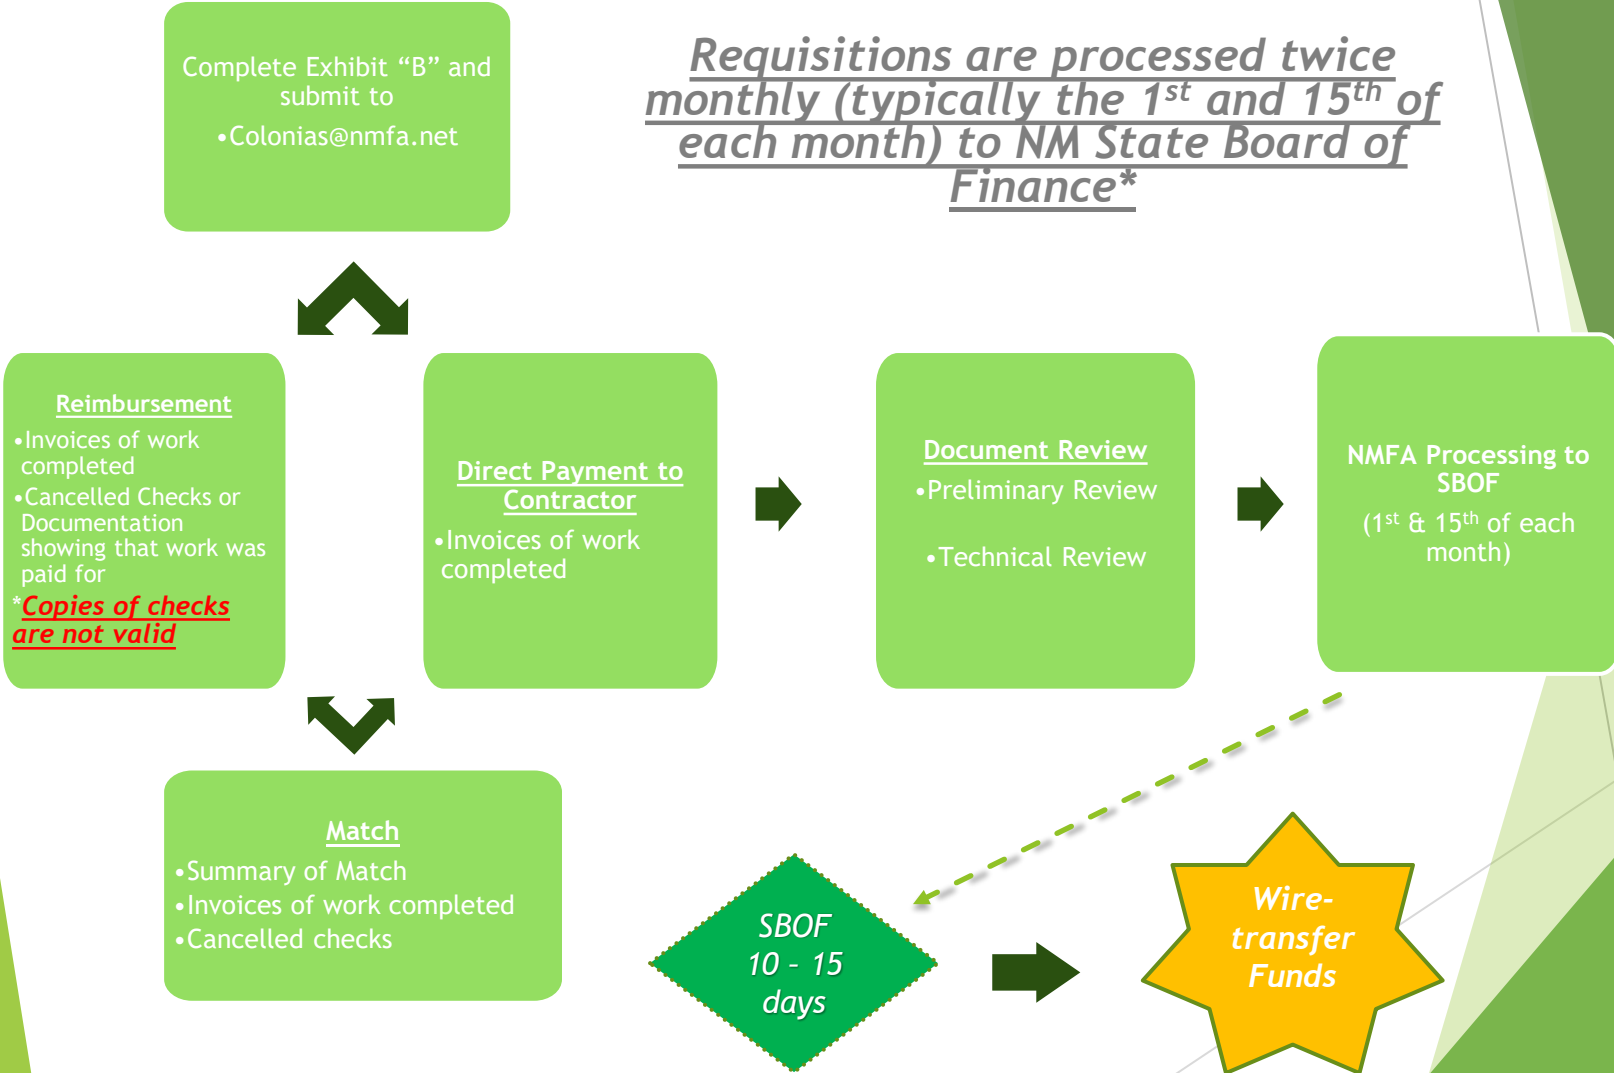 Complete Exhibit “B” and
submit to
•Colonias@nmfa.net
Requisitions are processed twice
monthly (typically the 1st and 15th of
each month) to NM State Board of
Finance*
Reimbursement
•Invoices of work
completed
•Cancelled Checks or
Documentation
showing that work was
paid for
*Copies of checks
are not valid
Direct Payment to
Contractor
•Invoices of work
completed
Document Review
•Preliminary Review
•Technical Review
NMFA Processing to
SBOF
(1st & 15th of each
month)
Match
•Summary of Match
•Invoices of work completed
•Cancelled checks
SBOF
10 – 15
days
Wire-
transfer
Funds